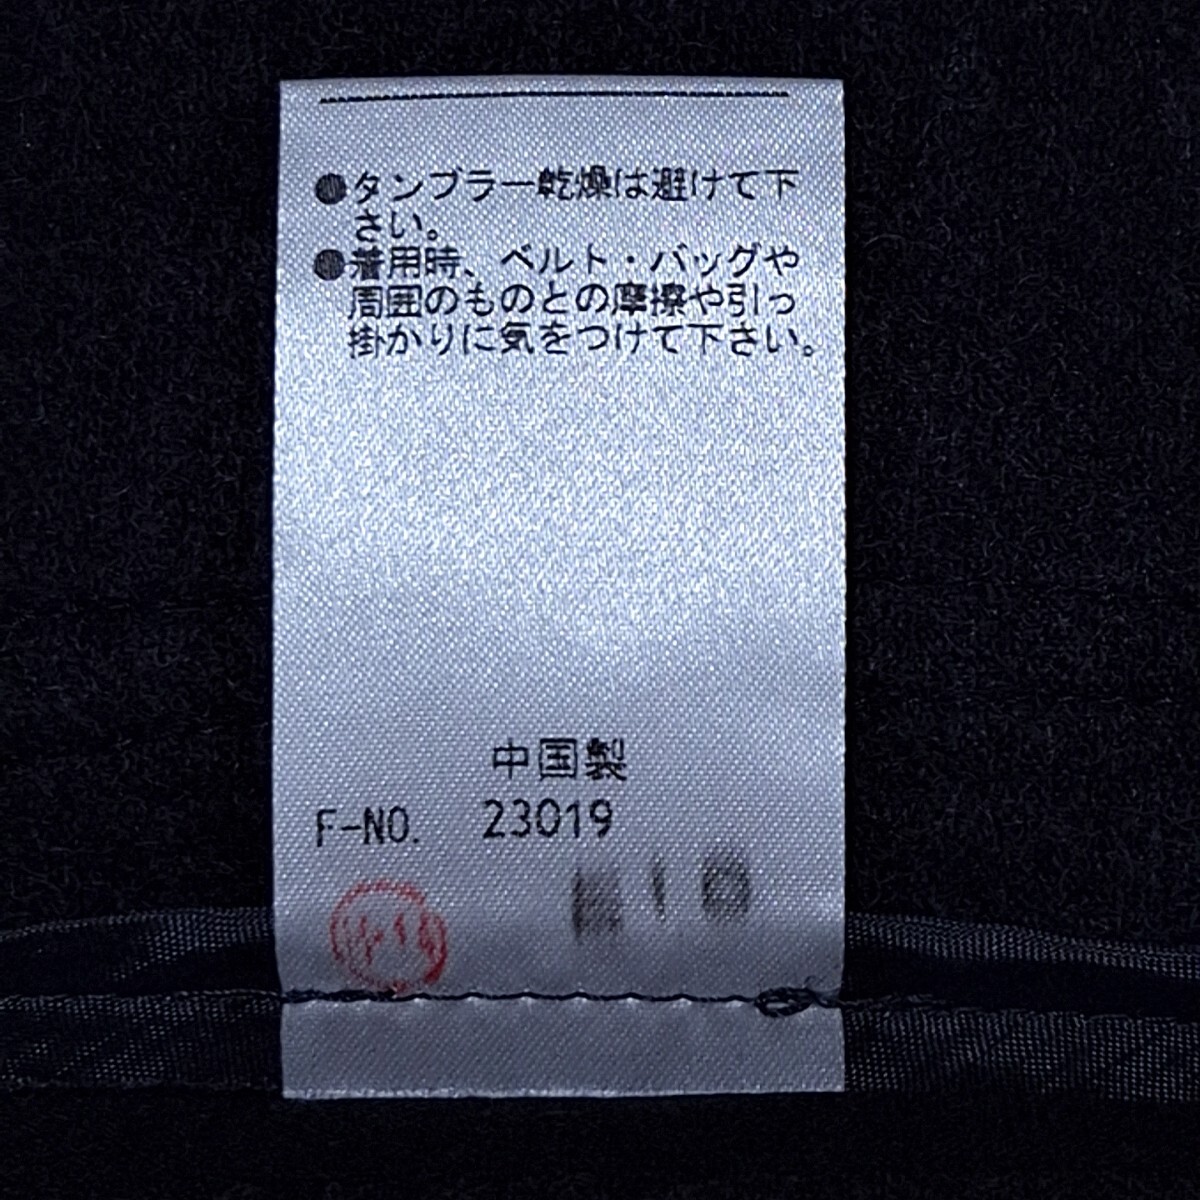 ●タンブラー乾燥は避けて下
さい。
●着用時、ベルト・バッグや
周囲のものとの摩擦や引っ
掛かりに気をつけて下さい。
中国製
F-NO. 23019